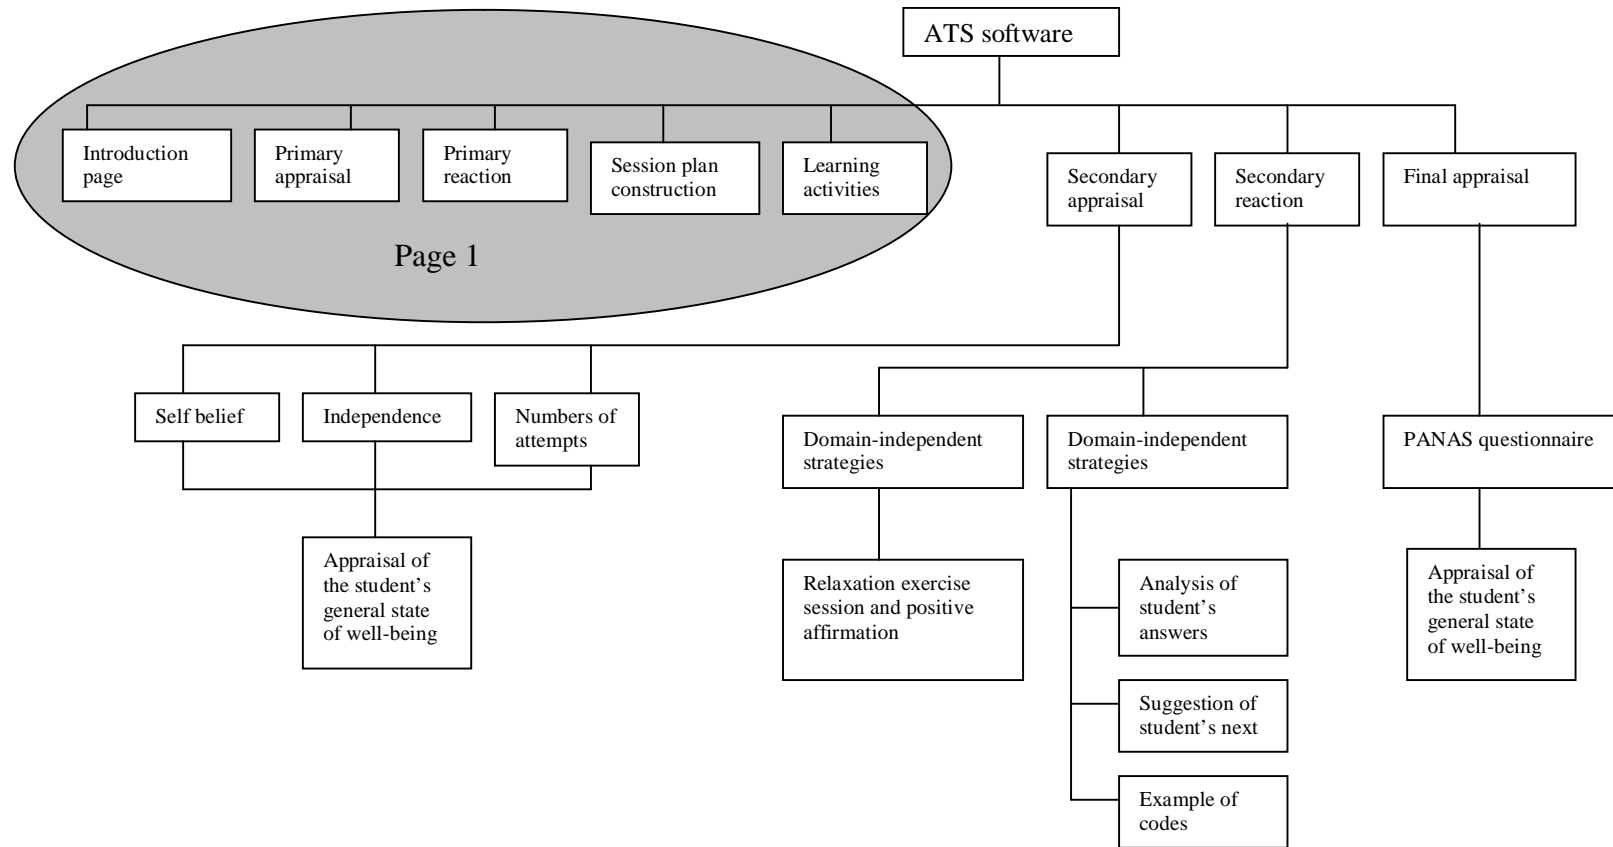 ATS software
Introduction
page
Primary
appraisal
Primary
reaction
Session plan
construction
Learning
activities
Secondary
appraisal
Secondary
reaction
Final appraisal
Page 1
Self belief
Independence
Numbers of
attempts
Domain-independent
strategies
Domain-independent
strategies
PANAS questionnaire
Appraisal of
the student’s
general state
of well-being
Relaxation exercise
session and positive
affirmation
Analysis of
student’s
answers
Appraisal of
the student’s
general state
of well-being
Suggestion of
student’s next
Example of
codes